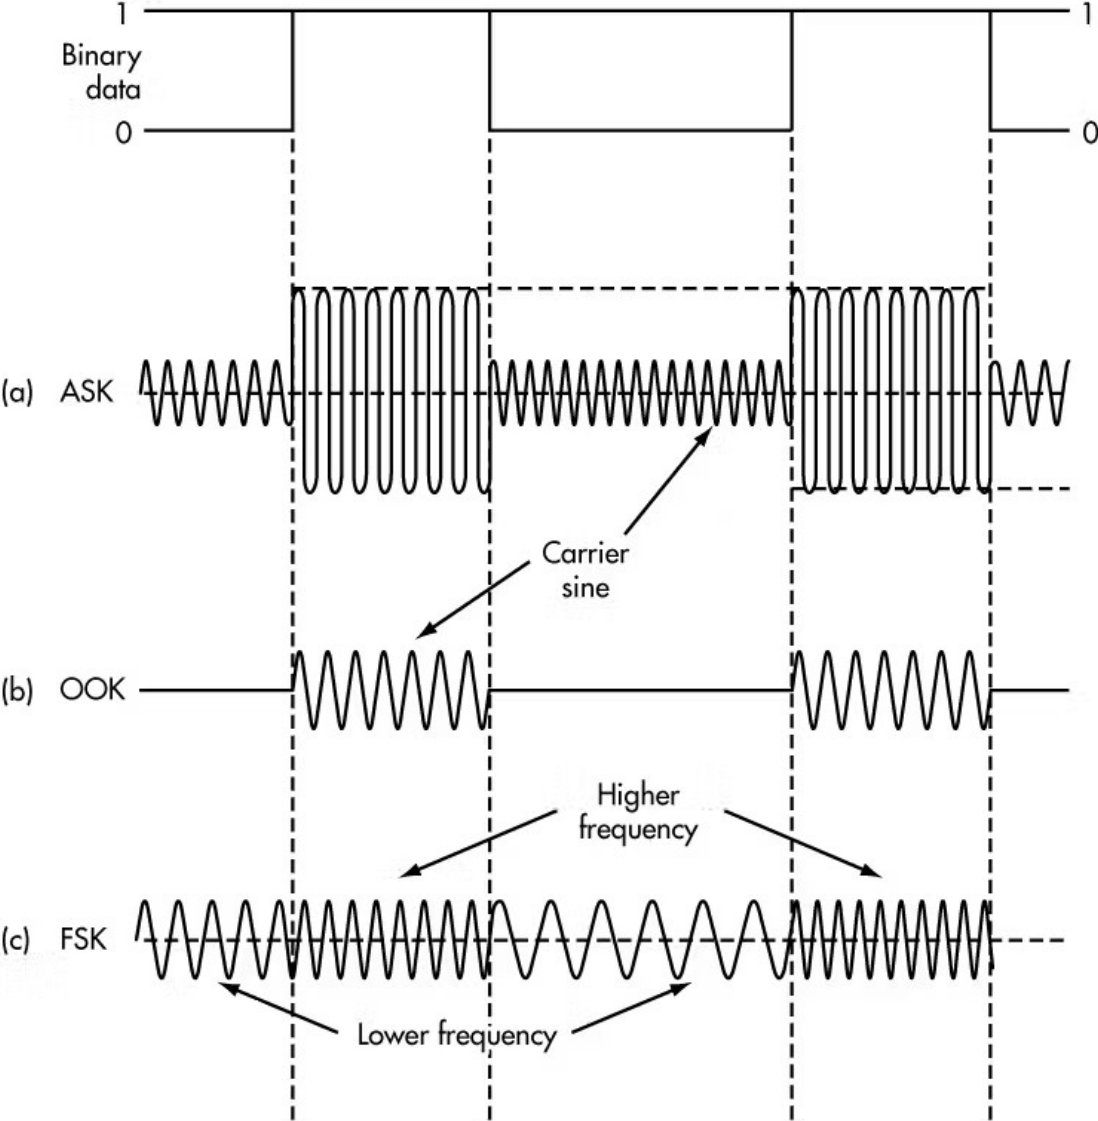 1
1
Binary
data
0
0
(a) ASK
Carrier
sine
(b) OOK
Higher
frequency
(c) FSK
Lower frequency